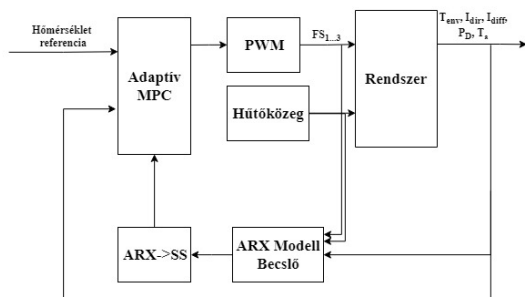 Hőmérséklet
referencia
Adaptív
MPC
PWM
FS1...3
Hűtőközeg
Rendszer
Tenv, Idir, Idiff,
PD, Ta
ARX->SS
ARX Modell
Becslő